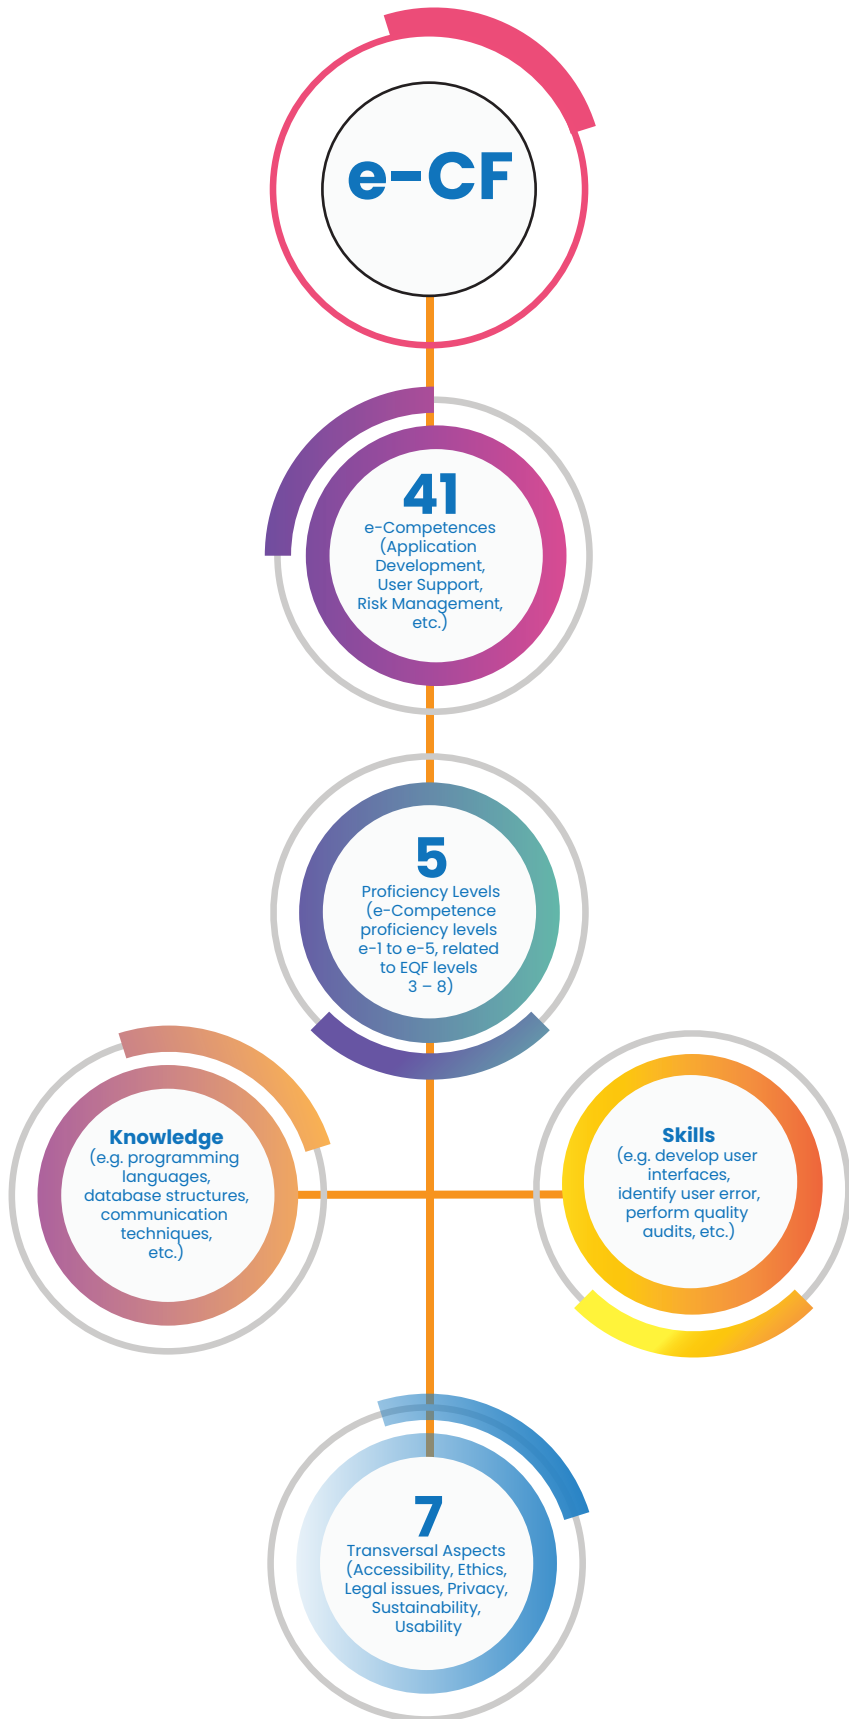 e-CF
41
e-Competences
(Application
Development,
User Support,
Risk Management,
etc.)
5
Proficiency Levels
(e-Competence
proficiency levels
e-1 to e-5, related
to EQF levels
3 – 8)
Knowledge
(e.g. programming
languages,
database structures,
communication
techniques,
etc.)
Skills
(e.g. develop user
interfaces,
identify user error,
perform quality
audits, etc.)
7
Transversal Aspects
(Accessibility, Ethics,
Legal issues, Privacy,
Sustainability,
Usability